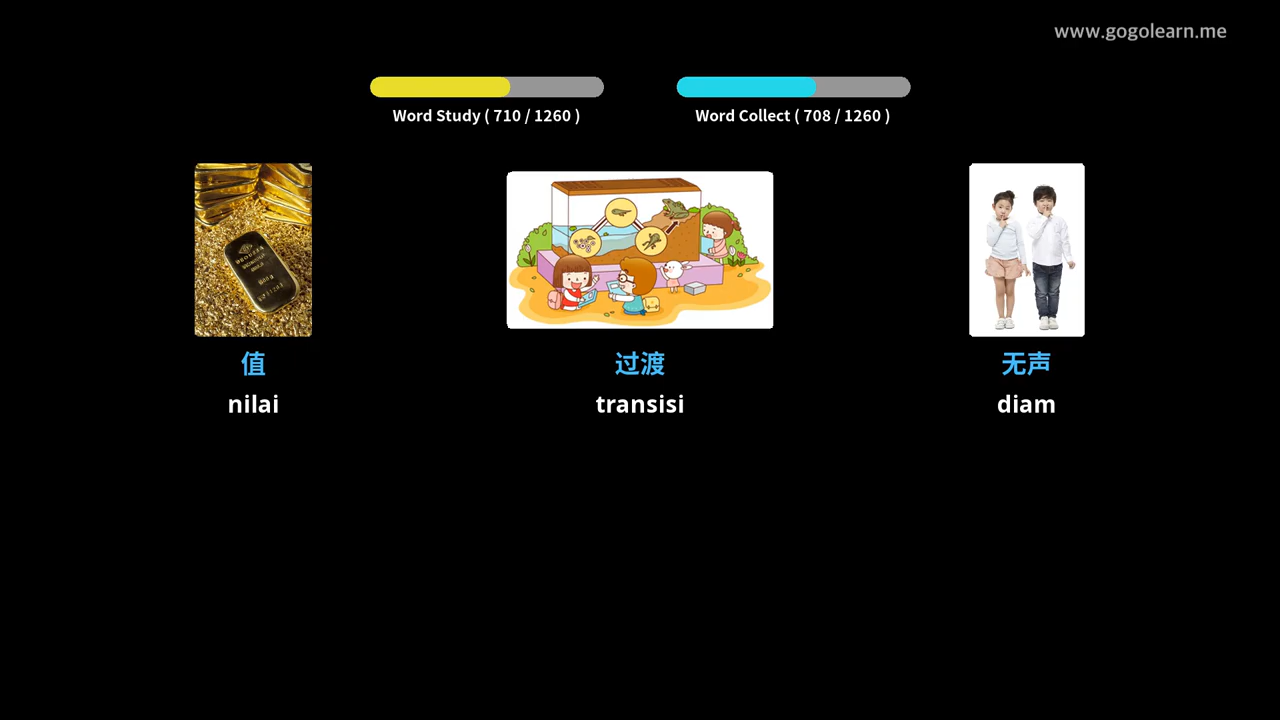 www.gogolearn.me
Word Study ( 710 / 1260 )
Word Collect ( 708 / 1260 )
值
过渡
无声
nilai
transisi
diam